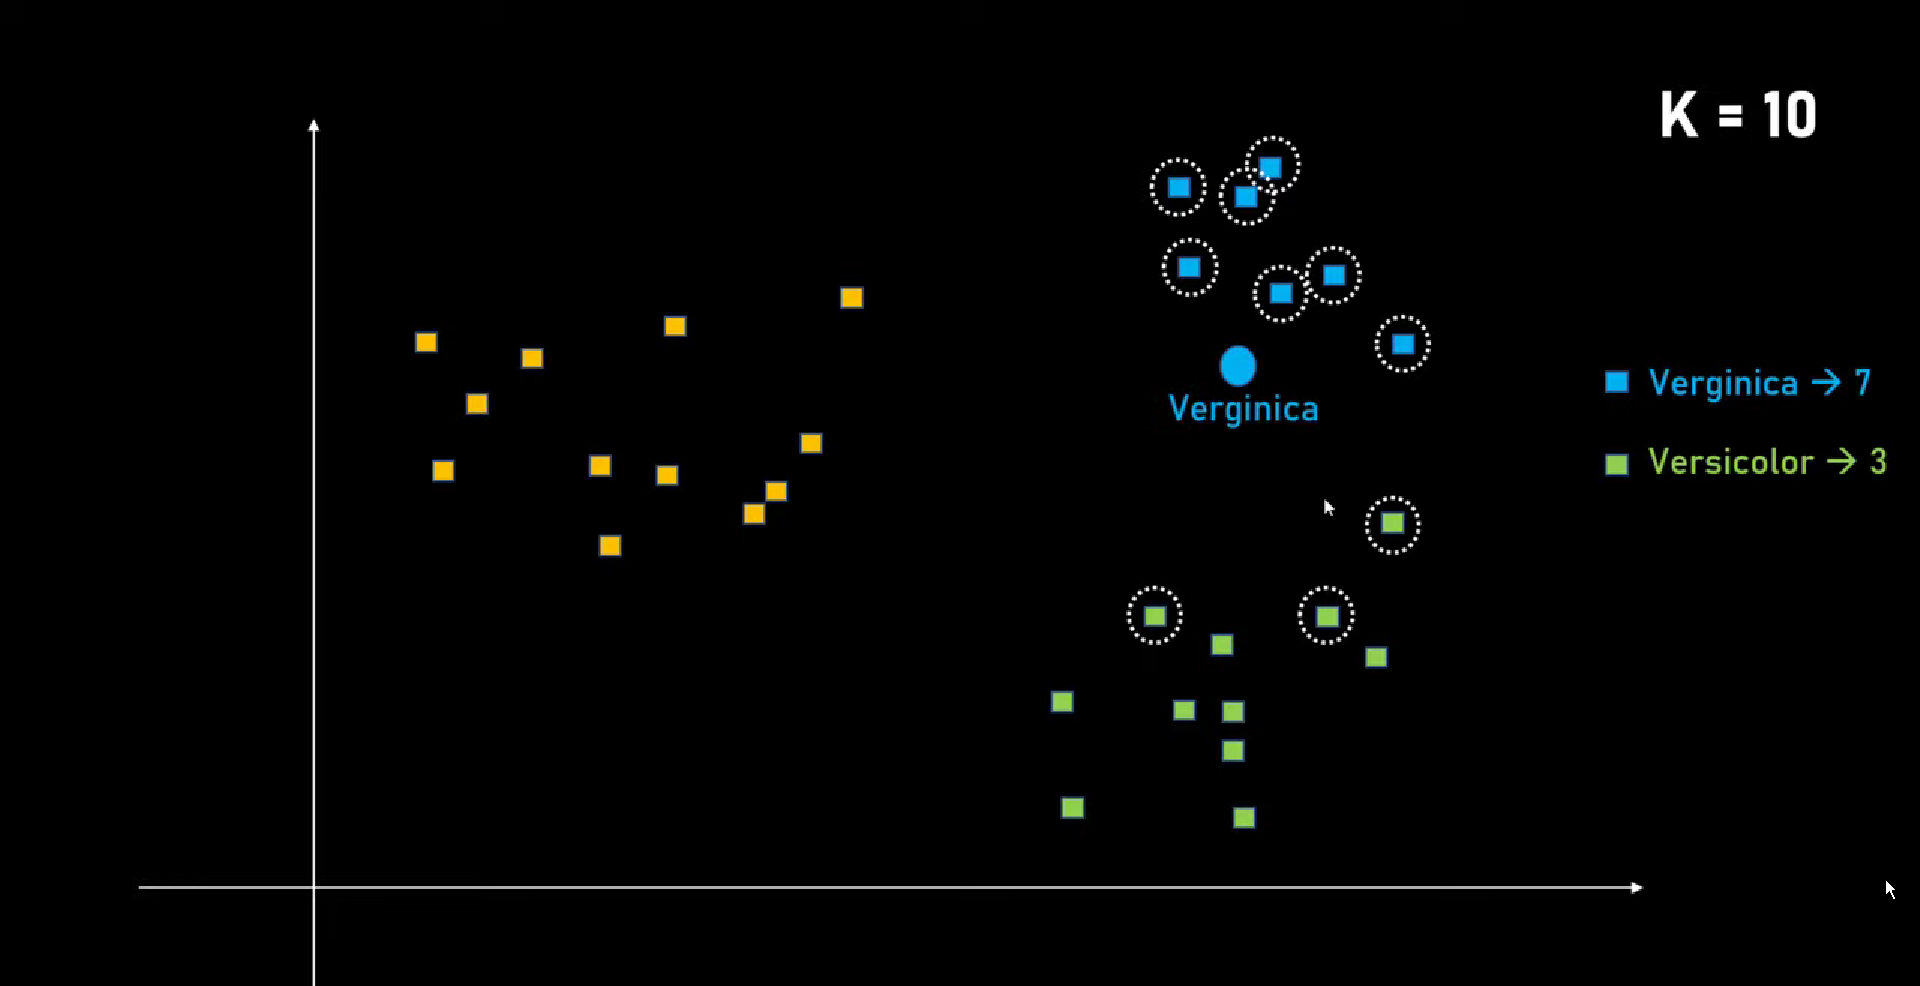 K = 10
Verginica → 7
Verginica
Versicolor → 3